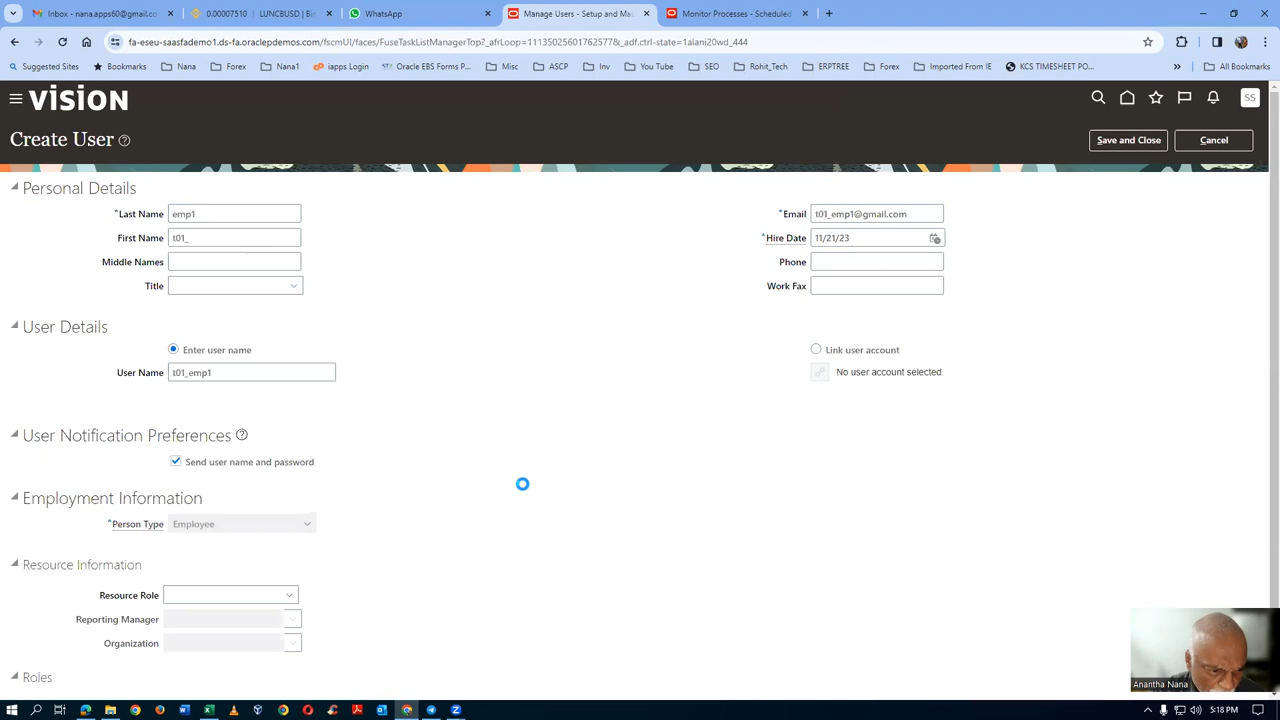 Inbox - nana.apps60@gmail.co
0.00007510 | LUNCBUSD | Bi
WhatsApp
Manage Users - Setup and Ma
Monitor Processes - Scheduled
fa-eseu-saasfademo1.ds-fa.oraclepdemos.com/fscmUI/faces/FuseTaskListManagerTop?_afrLoop=11135025601762577&_adf.ctrl-state=1alani20wd_444
Suggested Sites
Bookmarks
Nana
Forex
Nana1
iapps Login
Oracle EBS Forms P...
Misc
ASCP
Inv
You Tube
SEO
Rohit_Tech
ERPTREE
Forex
Imported From IE
KCS TIMESHEET PO...
»
All Bookmarks
VISION
SS
Create User
Save and Close
Cancel
Personal Details
*Last Name emp1
*Email t01_emp1@gmail.com
First Name t01_
*Hire Date 11/21/23
Middle Names
Phone
Title
Work Fax
User Details
Enter user name
Link user account
User Name t01_emp1
No user account selected.
User Notification Preferences
Send user name and password
Employment Information
*Person Type Employee
Resource Information
Resource Role
Reporting Manager
Organization
Roles
Anantha Nana
5:18 PM